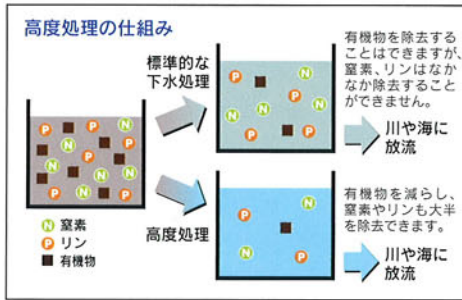 高度処理の仕組み
標準的な
下水処理
有機物を除去する
ことはできますが、
窒素、リンはなか
なか除去すること
ができません。
川や海に
放流
N 窒素
P リン
有機物
高度処理
有機物を減らし、
窒素やリンも大半
を除去できます。
川や海に
放流